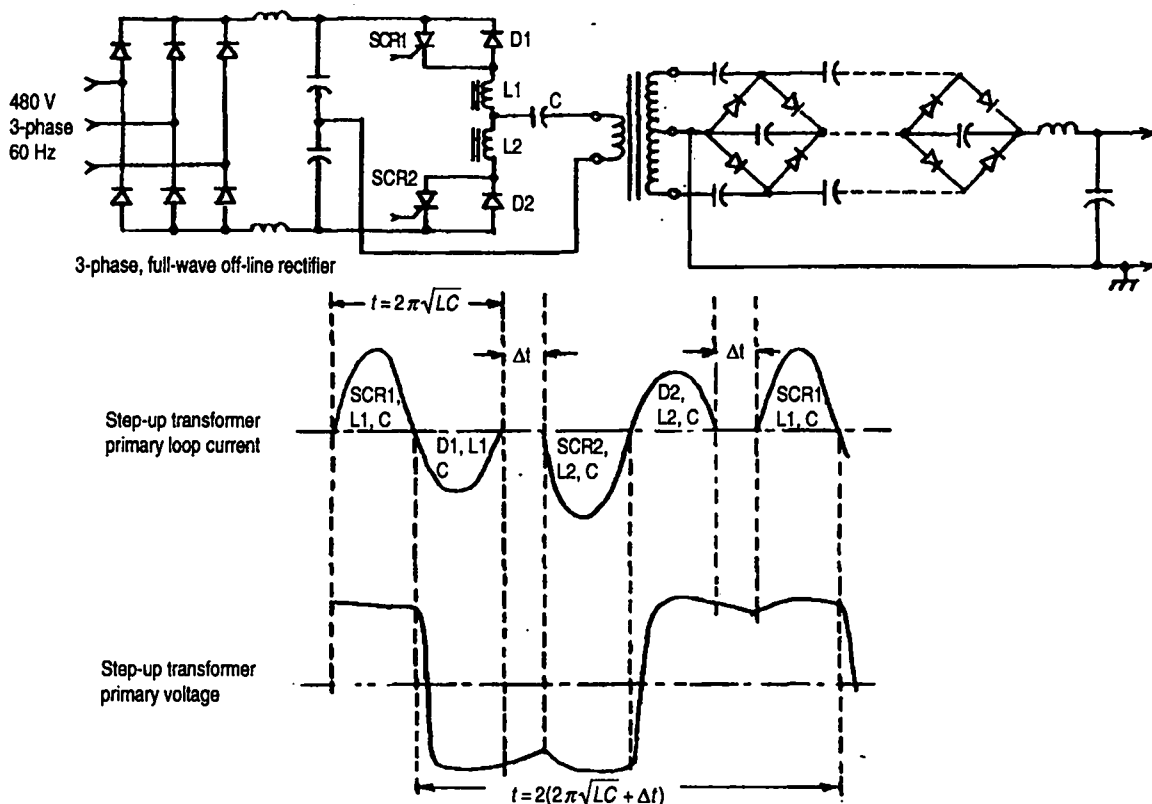 SCR1
D1
480 V
3-phase
60 Hz
L1
C
L2
SCR2
D2
3-phase, full-wave off-line rectifier
t = 2π√LC
Δt
Δt
Step-up transformer
primary loop current
SCR1,
L1, C
D1, L1
C
SCR2,
L2, C
D2,
L2, C
SCR1,
L1, C
Step-up transformer
primary voltage
t = 2(2π√LC + Δt)